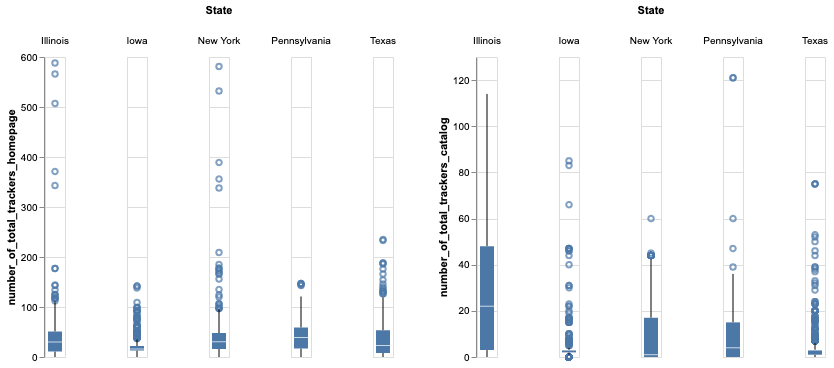 State
Illinois Iowa New York Pennsylvania Texas
number_of_total_trackers_homepage
600
500
400
300
200
100
0
State
Illinois Iowa New York Pennsylvania Texas
number_of_total_trackers_catalog
120
100
80
60
40
20
0